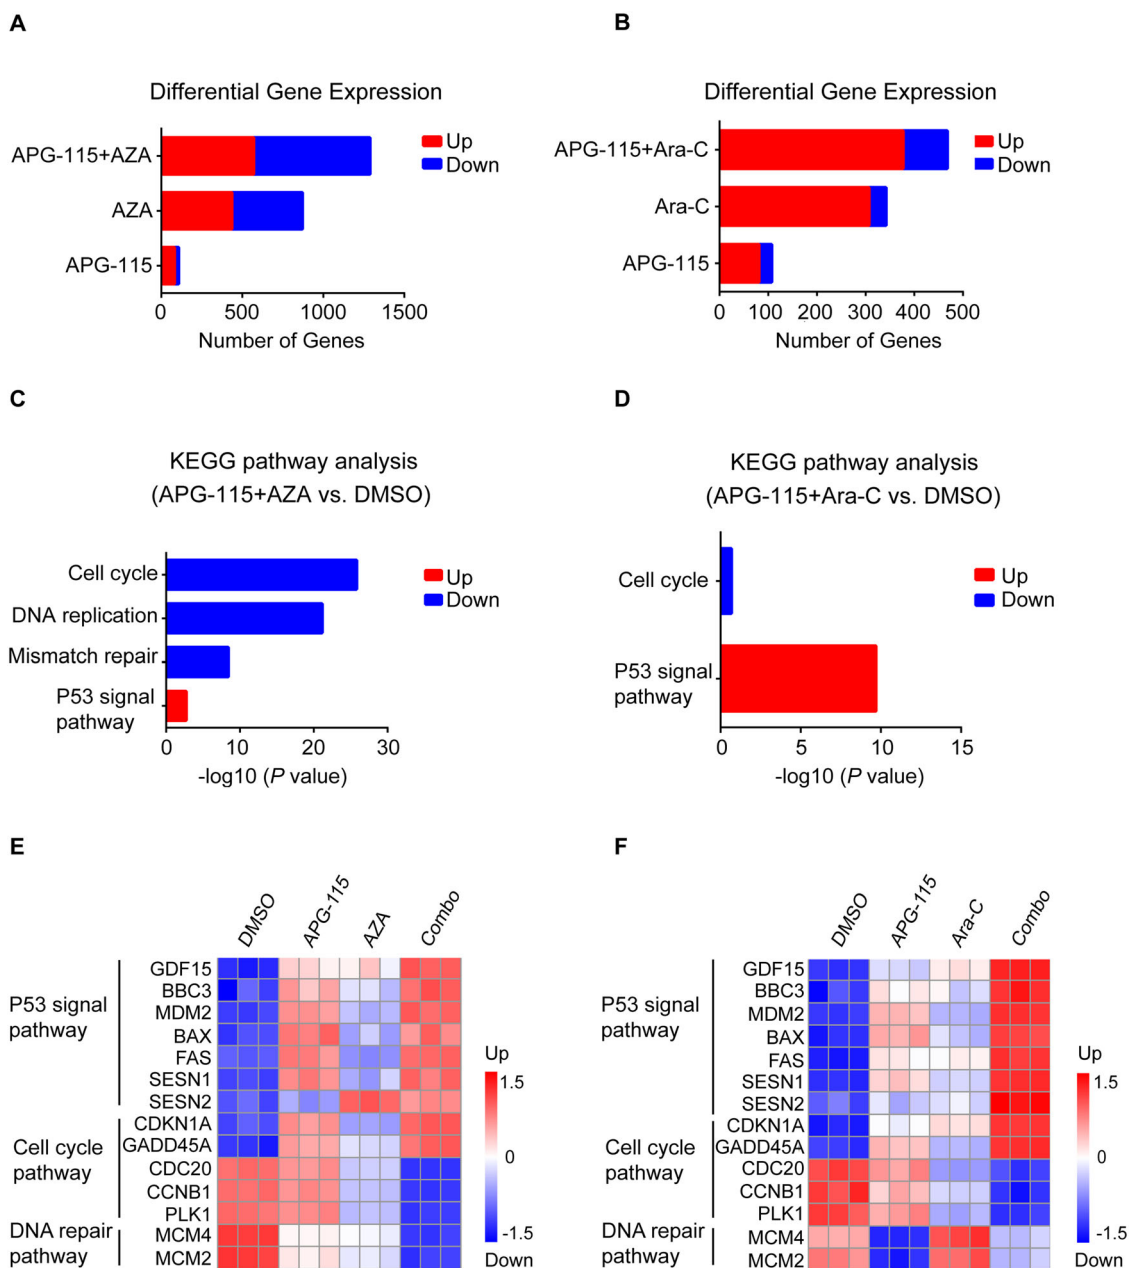 A
Differential Gene Expression
APG-115+AZA
AZA
APG-115
Up
Down
0 500 1000 1500
Number of Genes
B
Differential Gene Expression
APG-115+Ara-C
Ara-C
APG-115
Up
Down
0 100 200 300 400 500
Number of Genes
C
KEGG pathway analysis
(APG-115+AZA vs. DMSO)
Cell cycle
DNA replication
Mismatch repair
P53 signal
pathway
Up
Down
0 10 20 30
-log10 (P value)
D
KEGG pathway analysis
(APG-115+Ara-C vs. DMSO)
Cell cycle
P53 signal
pathway
Up
Down
0 5 10 15
-log10 (P value)
E
DMSO APG-115 AZA Combo
P53 signal
pathway
Cell cycle
pathway
DNA repair
pathway
GDF15
BBC3
MDM2
BAX
FAS
SESN1
SESN2
CDKN1A
GADD45A
CDC20
CCNB1
PLK1
MCM4
MCM2
Up
1.5
0
-1.5
Down
F
DMSO APG-115 Ara-C Combo
P53 signal
pathway
Cell cycle
pathway
DNA repair
pathway
GDF15
BBC3
MDM2
BAX
FAS
SESN1
SESN2
CDKN1A
GADD45A
CDC20
CCNB1
PLK1
MCM4
MCM2
Up
1.5
0
-1.5
Down